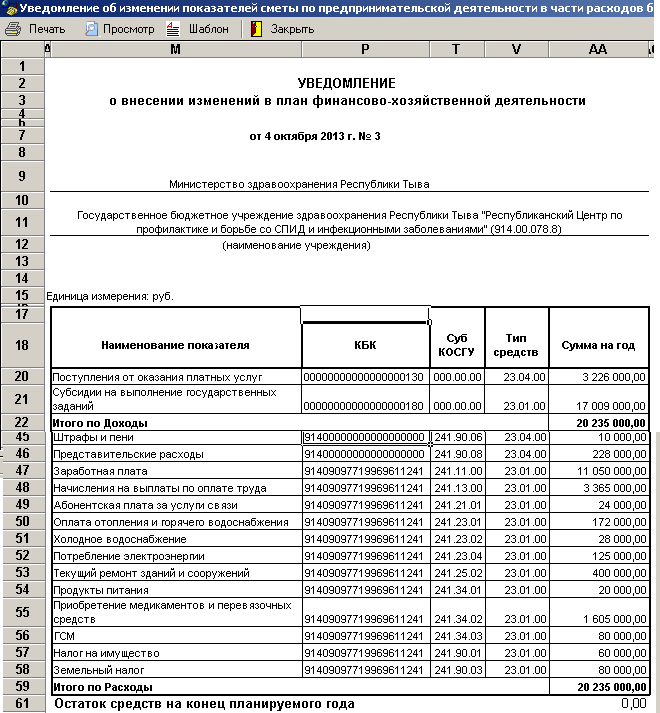 Уведомление об изменении показателей сметы по предпринимательской деятельности в части расходов б
Печать Просмотр Шаблон Закрыть
M P T V AA
1
2 УВЕДОМЛЕНИЕ
3 о внесении изменений в план финансово-хозяйственной деятельности
4
7 от 4 октября 2013 г. № 3
8
9 Министерство здравоохранения Республики Тыва
10
11 Государственное бюджетное учреждение здравоохранения Республики Тыва "Республиканский Центр по
профилактике и борьбе со СПИД и инфекционными заболеваниями" (914.00.078.8)
12 (наименование учреждения)
13
14
15 Единица измерения: руб.
17
18 Наименование показателя КБК Суб КОСГУ Тип средств Сумма на год
20 Поступления от оказания платных услуг 00000000000000000130 000.00.00 23.04.00 3 226 000,00
21 Субсидии на выполнение государственных
заданий 00000000000000000180 000.00.00 23.01.00 17 009 000,00
22 Итого по Доходы 20 235 000,00
45 Штрафы и пени 91400000000000000000 241.90.06 23.04.00 10 000,00
46 Представительские расходы 91400000000000000000 241.90.08 23.04.00 228 000,00
47 Заработная плата 91409097719969611241 241.11.00 23.01.00 11 050 000,00
48 Начисления на выплаты по оплате труда 91409097719969611241 241.13.00 23.01.00 3 365 000,00
49 Абонентская плата за услуги связи 91409097719969611241 241.21.01 23.01.00 24 000,00
50 Оплата отопления и горячего водоснабжения 91409097719969611241 241.23.01 23.01.00 172 000,00
51 Холодное водоснабжение 91409097719969611241 241.23.02 23.01.00 28 000,00
52 Потребление электроэнергии 91409097719969611241 241.23.04 23.01.00 125 000,00
53 Текущий ремонт зданий и сооружений 91409097719969611241 241.25.02 23.01.00 400 000,00
54 Продукты питания 91409097719969611241 241.34.01 23.01.00 20 000,00
55 Приобретение медикаментов и перевязочных
средств 91409097719969611241 241.34.02 23.01.00 1 605 000,00
56 ГСМ 91409097719969611241 241.34.03 23.01.00 80 000,00
57 Налог на имущество 91409097719969611241 241.90.01 23.01.00 60 000,00
58 Земельный налог 91409097719969611241 241.90.03 23.01.00 80 000,00
59 Итого по Расходы 20 235 000,00
61 Остаток средств на конец планируемого года 0,00